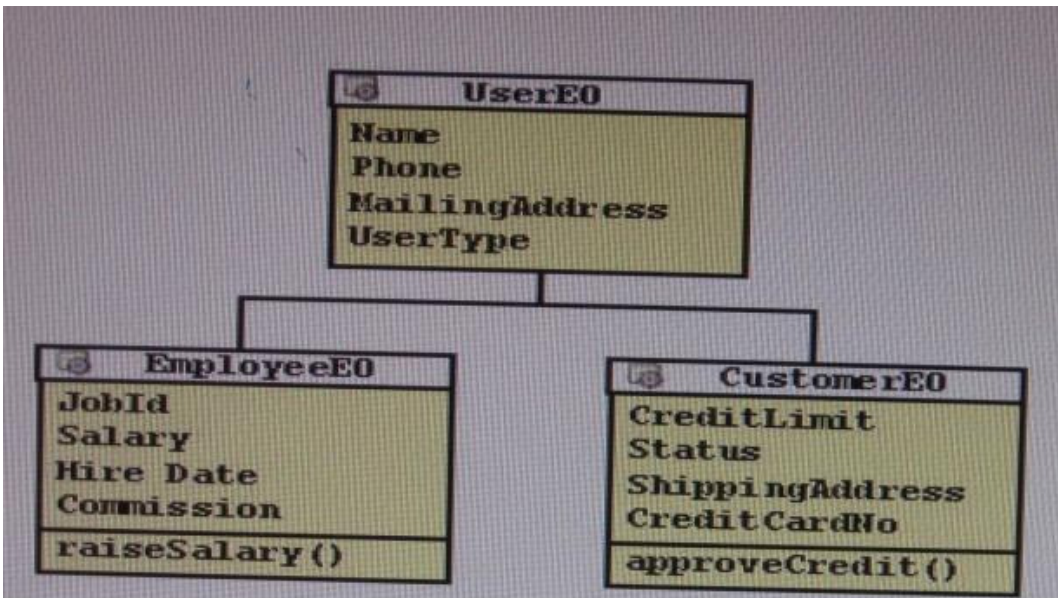 UserEO
Name
Phone
MailingAddress
UserType
EmployeeEO
JobId
Salary
Hire Date
Commission
raiseSalary()
CustomerEO
CreditLimit
Status
ShippingAddress
CreditCardNo
approveCredit()